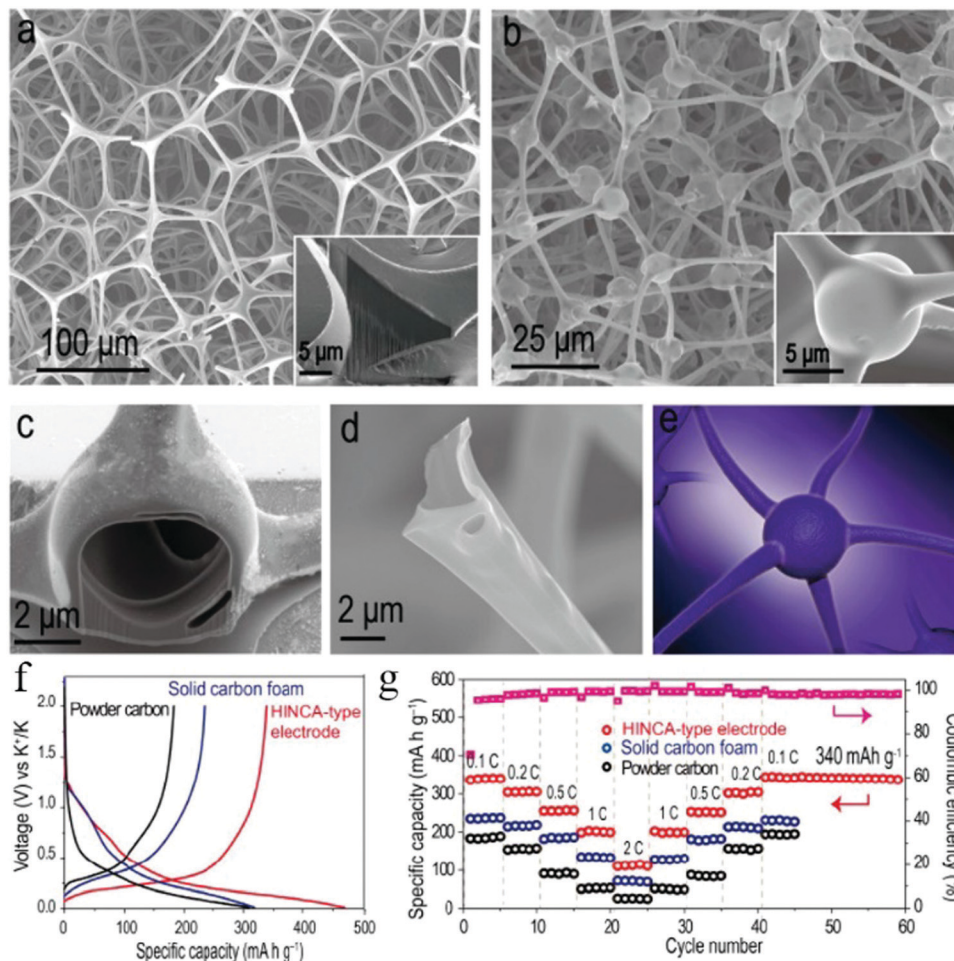 a
100 μm
5 μm
b
25 μm
5 μm
c
2 μm
d
2 μm
e
f
Voltage (V) vs K⁺/K
2.0
1.5
1.0
0.5
0.0
Solid carbon foam
Powder carbon
HINCA-type
electrode
0 100 200 300 400 500
Specific capacity (mA h g⁻¹)
g
Specific capacity (mA h g⁻¹)
600
500
400
300
200
100
0
HINCA-type electrode
Solid carbon foam
Powder carbon
0.1 C
0.2 C
0.5 C
1 C
2 C
1 C
0.5 C
0.2 C
0.1 C
340 mAh g⁻¹
100
80
60
40
20
0
Coulombic efficiency (%)
0 10 20 30 40 50 60
Cycle number